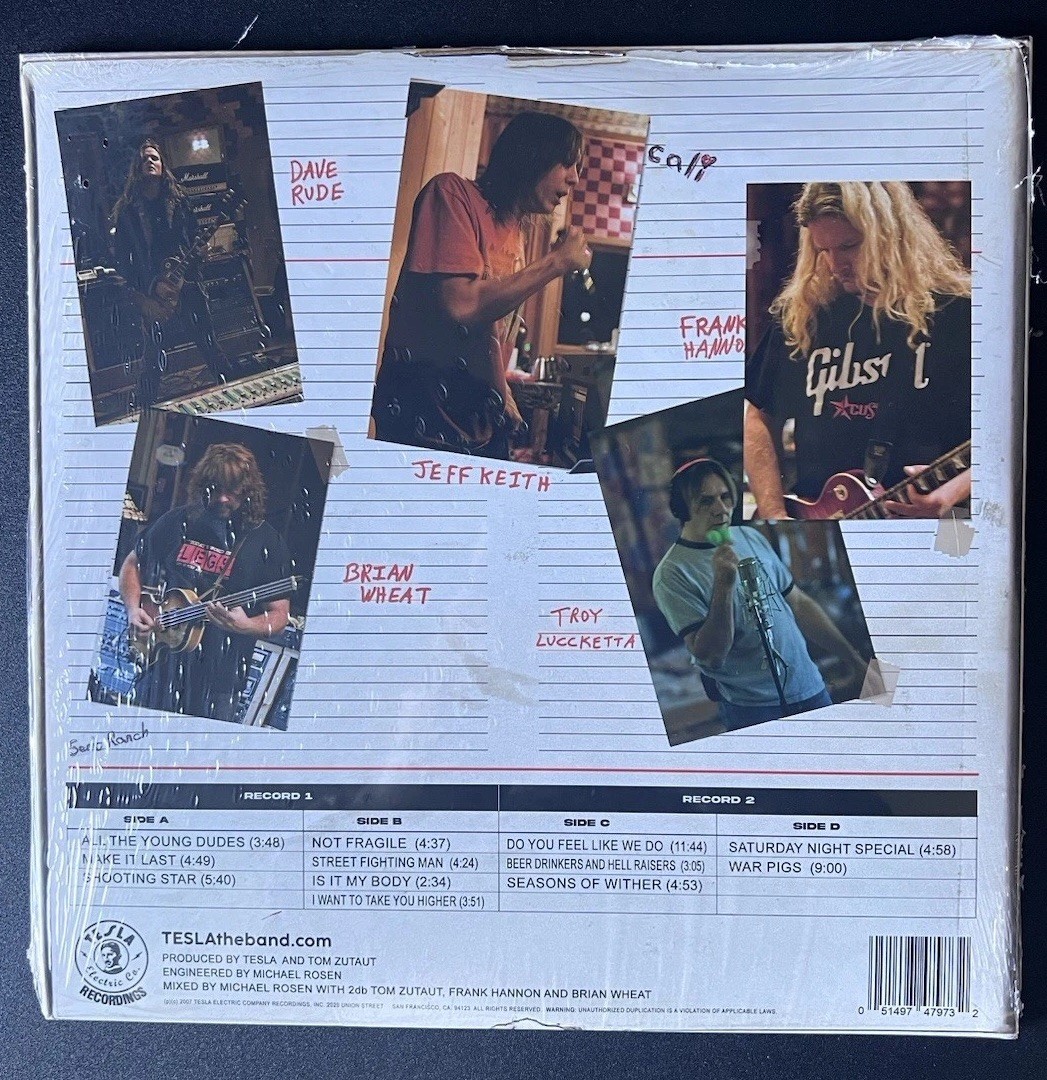 DAVE
RUDE
cali
Marshall
FRANK
HANNO
Gibs
JEFF KEITH
LEGS
BRIAN
WHEAT
TROY
LUCCKETTA
Ranch
RECORD 1
RECORD 2
SIDE A
SIDE B
SIDE C
SIDE D
ALL THE YOUNG DUDES (3:48)
MAKE IT LAST (4:49)
SHOOTING STAR (5:40)
NOT FRAGILE (4:37)
STREET FIGHTING MAN (4:24)
IS IT MY BODY (2:34)
I WANT TO TAKE YOU HIGHER (3:51)
DO YOU FEEL LIKE WE DO (11:44)
BEER DRINKERS AND HELL RAISERS (3:05)
SEASONS OF WITHER (4:53)
SATURDAY NIGHT SPECIAL (4:58)
WAR PIGS (9:00)
TESLA
Electric Co.
RECORDINGS
TESLAtheband.com
PRODUCED BY TESLA AND TOM ZUTAUT
ENGINEERED BY MICHAEL ROSEN
MIXED BY MICHAEL ROSEN WITH 2db TOM ZUTAUT, FRANK HANNON AND BRIAN WHEAT
2007 TESLA ELECTRIC COMPANY RECORDINGS, INC. 2025 UNION STREET SAN FRANCISCO, CA. 94123 ALL RIGHTS RESERVED. WARNING: UNAUTHORIZED DUPLICATION IS A VIOLATION OF APPLICABLE LAWS.
0 51497 47973 2